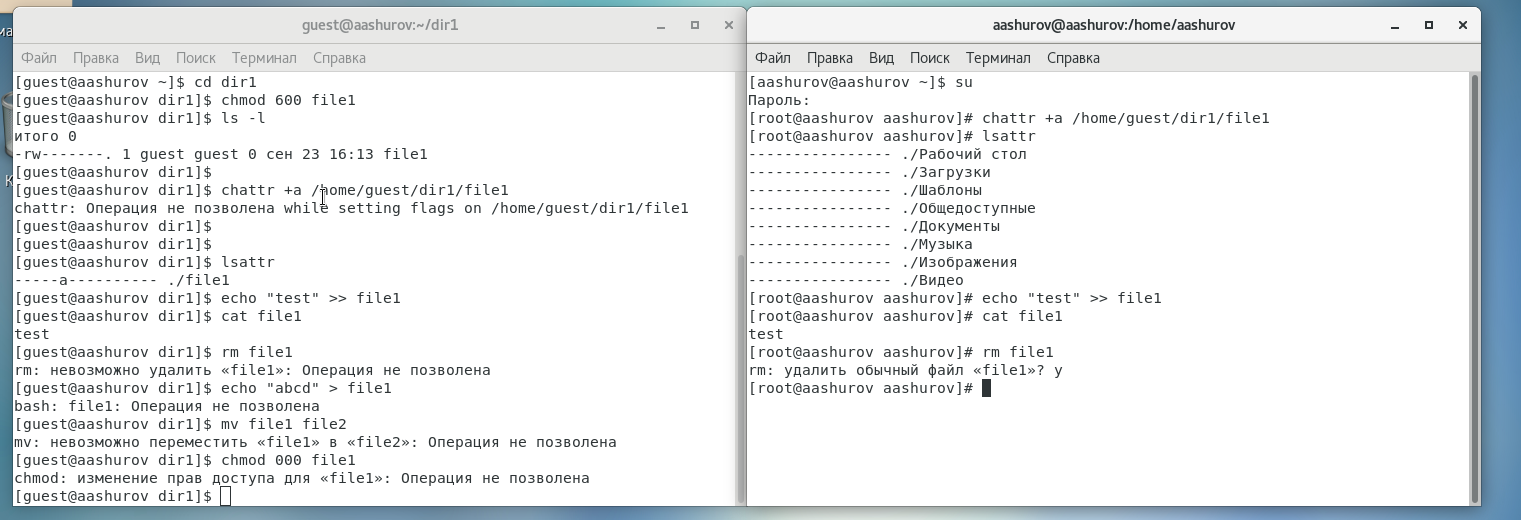 guest@aashurov:~/dir1
Файл Правка Вид Поиск Терминал Справка
[guest@aashurov ~]$ cd dir1
[guest@aashurov dir1]$ chmod 600 file1
[guest@aashurov dir1]$ ls -l
итого 0
-rw-------. 1 guest guest 0 сен 23 16:13 file1
[guest@aashurov dir1]$
[guest@aashurov dir1]$ chattr +a /home/guest/dir1/file1
chattr: Операция не позволена while setting flags on /home/guest/dir1/file1
[guest@aashurov dir1]$
[guest@aashurov dir1]$
[guest@aashurov dir1]$ lsattr
-----a---------- ./file1
[guest@aashurov dir1]$ echo "test" >> file1
[guest@aashurov dir1]$ cat file1
test
[guest@aashurov dir1]$ rm file1
rm: невозможно удалить «file1»: Операция не позволена
[guest@aashurov dir1]$ echo "abcd" > file1
bash: file1: Операция не позволена
[guest@aashurov dir1]$ mv file1 file2
mv: невозможно переместить «file1» в «file2»: Операция не позволена
[guest@aashurov dir1]$ chmod 000 file1
chmod: изменение прав доступа для «file1»: Операция не позволена
[guest@aashurov dir1]$
aashurov@aashurov:/home/aashurov
Файл Правка Вид Поиск Терминал Справка
[aashurov@aashurov ~]$ su
Пароль:
[root@aashurov aashurov]# chattr +a /home/guest/dir1/file1
[root@aashurov aashurov]# lsattr
---------------- ./Рабочий стол
---------------- ./Загрузки
---------------- ./Шаблоны
---------------- ./Общедоступные
---------------- ./Документы
---------------- ./Музыка
---------------- ./Изображения
---------------- ./Видео
[root@aashurov aashurov]# echo "test" >> file1
[root@aashurov aashurov]# cat file1
test
[root@aashurov aashurov]# rm file1
rm: удалить обычный файл «file1»? y
[root@aashurov aashurov]#